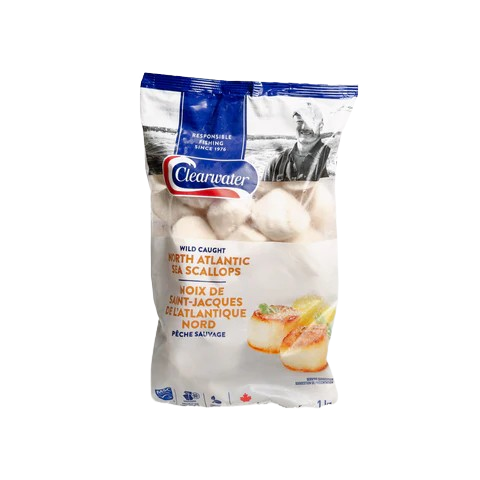 RESPONSIBLE
FISHING
SINCE 1976
Clearwater
WILD CAUGHT
NORTH ATLANTIC
SEA SCALLOPS
NOIX DE
SAINT-JACQUES
DE L'ATLANTIQUE
NORD
PÊCHE SAUVAGE